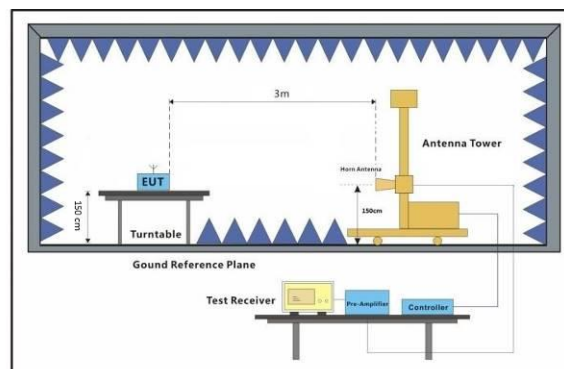 3m
Antenna Tower
Horn Antenna
EUT
150 cm
150cm
Turntable
Gound Reference Plane
Test Receiver
Pre-Amplifier
Controller